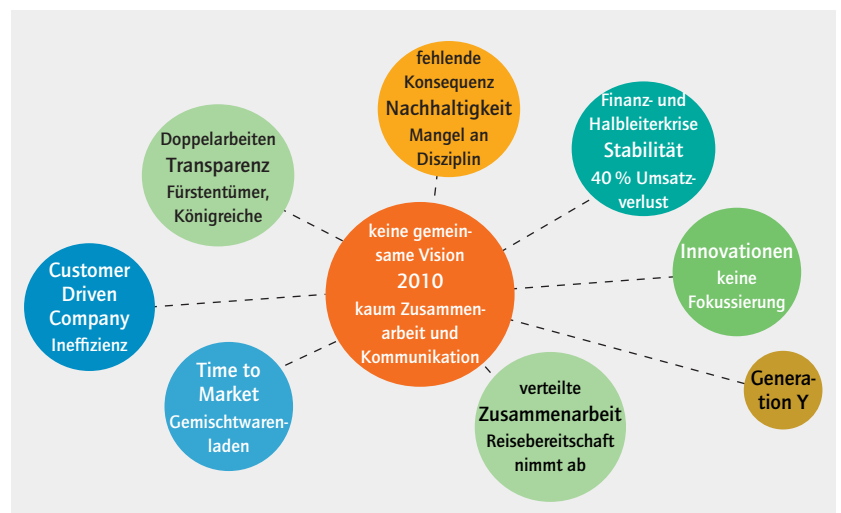 fehlende
Konsequenz
Nachhaltigkeit
Mangel an
Disziplin
Finanz- und
Halbleiterkrise
Stabilität
40 % Umsatz-
verlust
Doppelarbeiten
Transparenz
Fürstentümer,
Königreiche
keine gemein-
same Vision
2010
kaum Zusammen-
arbeit und
Kommunikation
Innovationen
keine
Fokussierung
Customer
Driven
Company
Ineffizienz
Time to
Market
Gemischtwaren-
laden
verteilte
Zusammenarbeit
Reisebereitschaft
nimmt ab
Genera-
tion Y